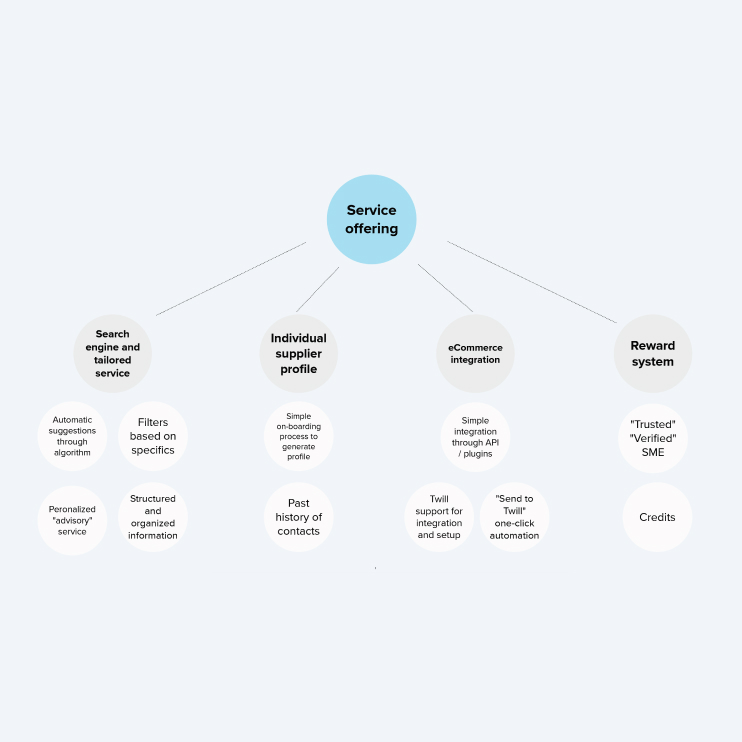 Service
offering
Search
engine and
tailored
service
Individual
supplier
profile
eCommerce
integration
Reward
system
Automatic
suggestions
through
algorithm
Filters
based on
specifics
Peronalized
"advisory"
service
Structured
and
organized
information
Simple
on-boarding
process to
generate
profile
Past
history of
contacts
Simple
integration
through API
/ plugins
Twill
support for
integration
and setup
"Send to
Twill"
one-click
automation
"Trusted"
"Verified"
SME
Credits